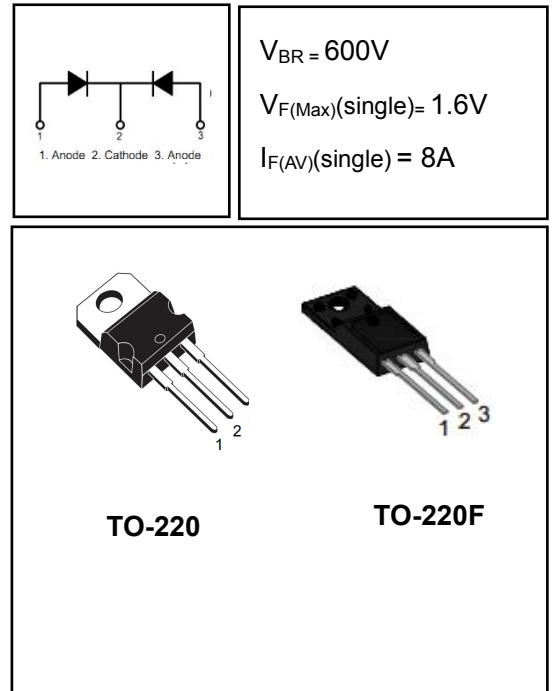 1 2 3
1. Anode 2. Cathode 3. Anode
VBR = 600V
VF(Max)(single)= 1.6V
IF(AV)(single) = 8A
1 2
1 2 3
TO-220
TO-220F